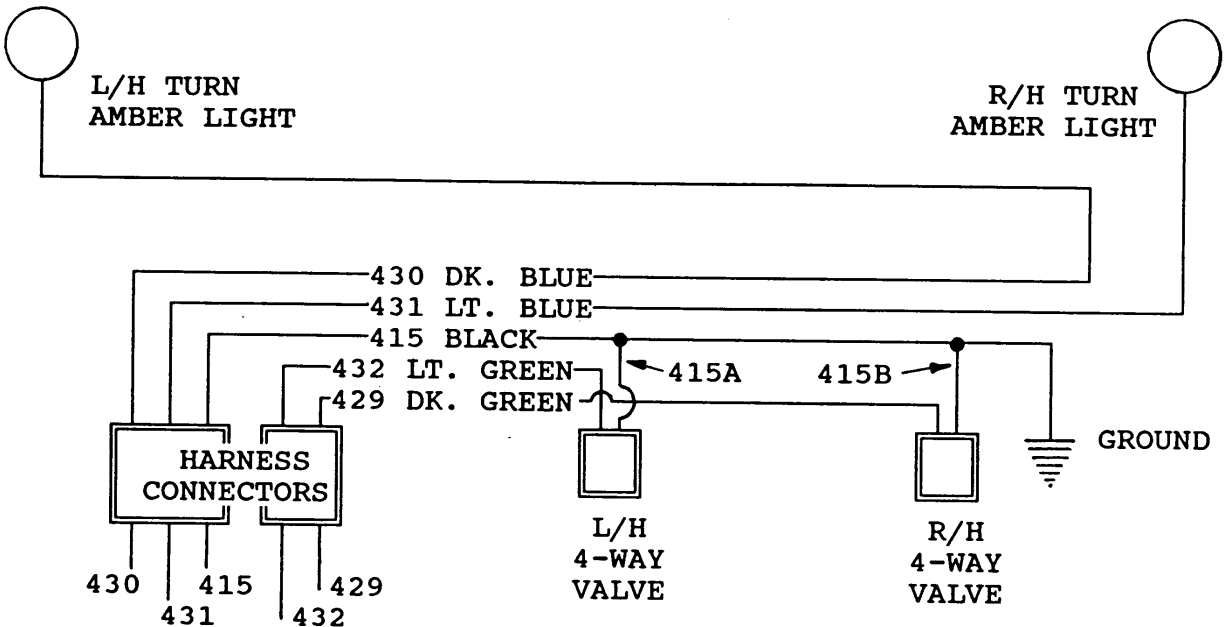 L/H TURN
AMBER LIGHT
R/H TURN
AMBER LIGHT
430 DK. BLUE
431 LT. BLUE
415 BLACK
432 LT. GREEN
415A
415B
429 DK. GREEN
GROUND
HARNESS
CONNECTORS
L/H
4-WAY
VALVE
R/H
4-WAY
VALVE
430
415
429
431
432